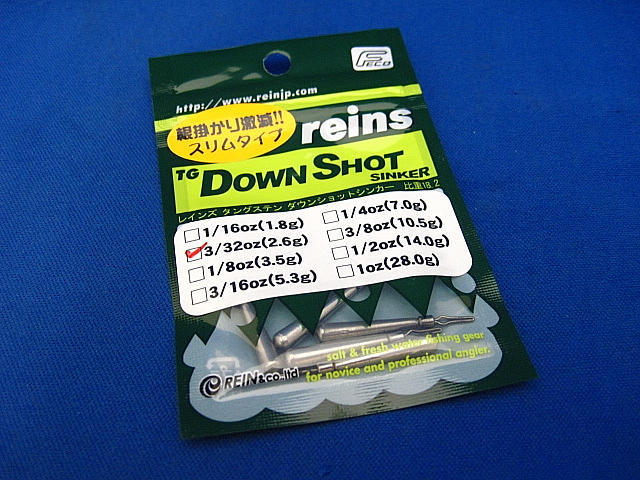 FECO
http://www.reinjp.com
根掛かり激減!!
スリムタイプ
reins
TG DOWN SHOT
SINKER
レインズ タングステン ダウンショットシンカー 比重18.2
1/16oz(1.8g)
3/32oz(2.6g)
1/8oz(3.5g)
3/16oz(5.3g)
1/4oz(7.0g)
3/8oz(10.5g)
1/2oz(14.0g)
1oz(28.0g)
salt & fresh water fishing gear
for novice and professional angler.
REIN&co.,ltd